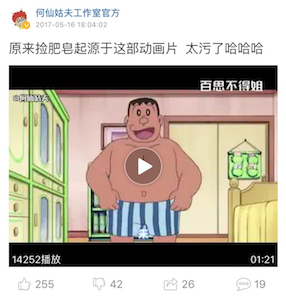 何仙姑夫工作室官方
2017-05-16 18:04:02
原来捡肥皂起源于这部动画片 太污了哈哈哈
百思不得姐
@何仙姑夫
来
14252播放
01:21
255
42
26
19